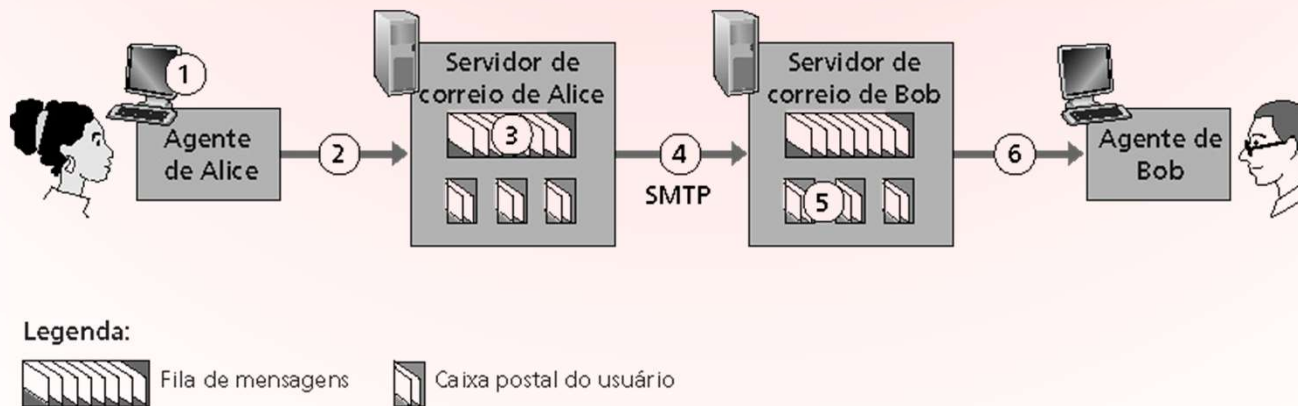 1
Agente
de Alice
2
Servidor de
correio de Alice
3
4
SMTP
Servidor de
correio de Bob
5
6
Agente de
Bob
Legenda:
Fila de mensagens
Caixa postal do usuário